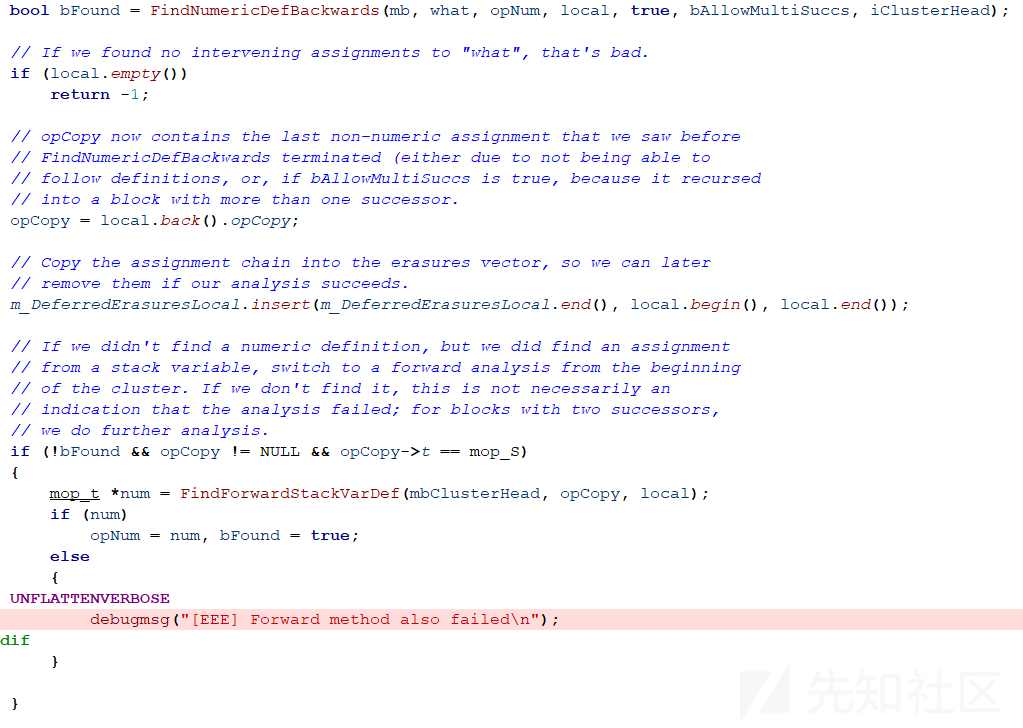 bool bFound = FindNumericDefBackwards(mb, what, opNum, local, true, bAllowMultiSuccs, iClusterHead);

// If we found no intervening assignments to "what", that's bad.
if (local.empty())
    return -1;

// opCopy now contains the last non-numeric assignment that we saw before
// FindNumericDefBackwards terminated (either due to not being able to
// follow definitions, or, if bAllowMultiSuccs is true, because it recursed
// into a block with more than one successor.
opCopy = local.back().opCopy;

// Copy the assignment chain into the erasures vector, so we can later
// remove them if our analysis succeeds.
m_DeferredErasuresLocal.insert(m_DeferredErasuresLocal.end(), local.begin(), local.end());

// If we didn't find a numeric definition, but we did find an assignment
// from a stack variable, switch to a forward analysis from the beginning
// of the cluster. If we don't find it, this is not necessarily an
// indication that the analysis failed; for blocks with two successors,
// we do further analysis.
if (!bFound && opCopy != NULL && opCopy->t == mop_S)
{
    mop_t *num = FindForwardStackVarDef(mbClusterHead, opCopy, local);
    if (num)
        opNum = num, bFound = true;
    else
    {
UNFLATTENVERBOSE
        debugmsg("[EEE] Forward method also failed\n");
dif
    }

}
先知社区